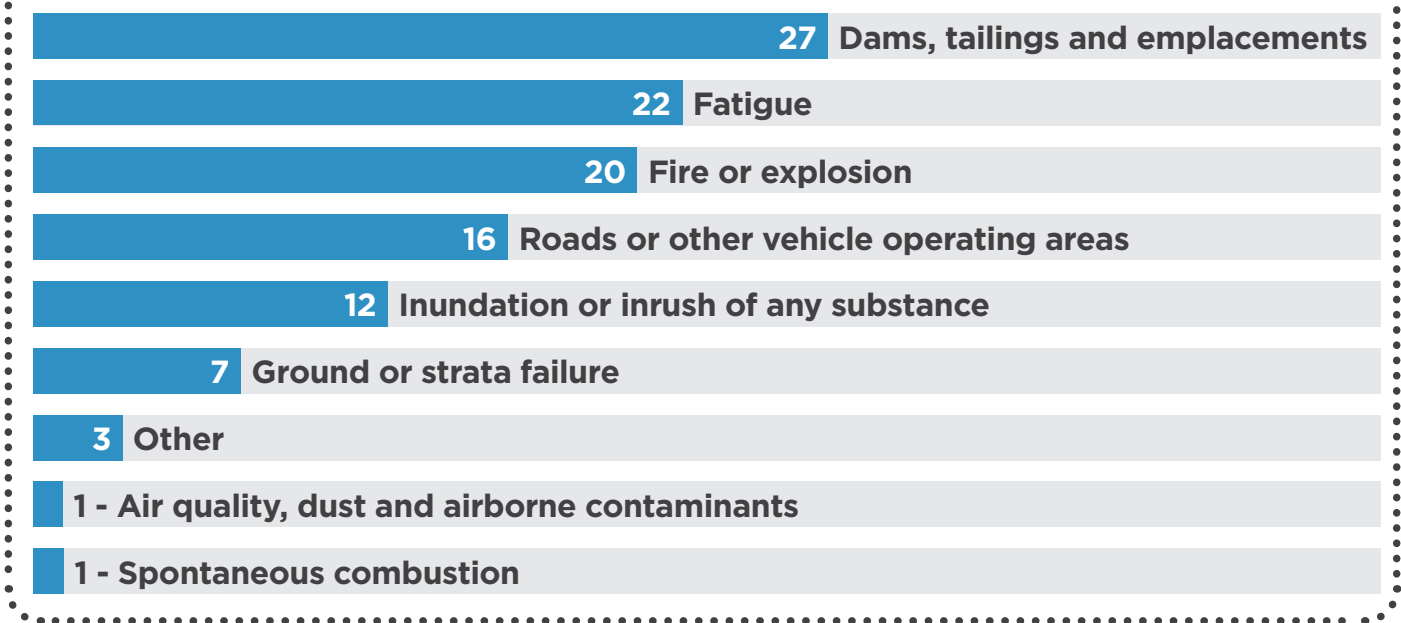 27 Dams, tailings and emplacements
22 Fatigue
20 Fire or explosion
16 Roads or other vehicle operating areas
12 Inundation or inrush of any substance
7 Ground or strata failure
3 Other
1 - Air quality, dust and airborne contaminants
1 - Spontaneous combustion